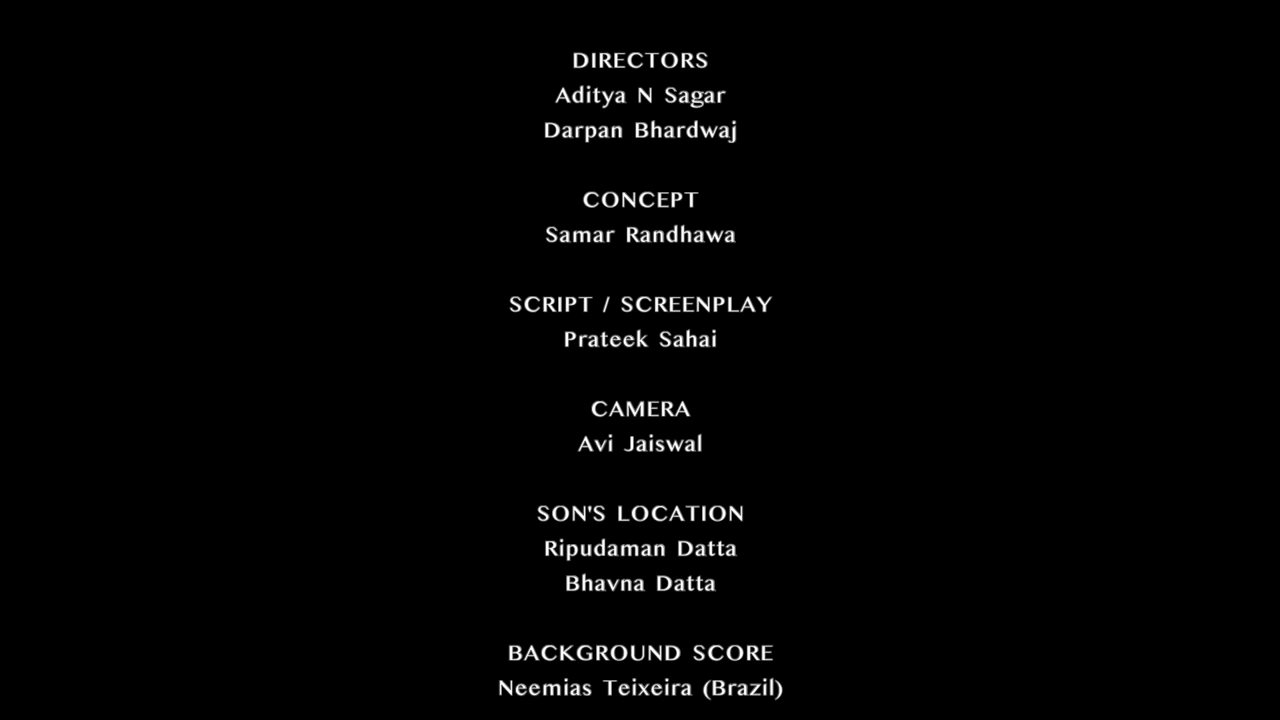 DIRECTORS
Aditya N Sagar
Darpan Bhardwaj
CONCEPT
Samar Randhawa
SCRIPT / SCREENPLAY
Prateek Sahai
CAMERA
Avi Jaiswal
SON'S LOCATION
Ripudaman Datta
Bhavna Datta
BACKGROUND SCORE
Neemias Teixeira (Brazil)